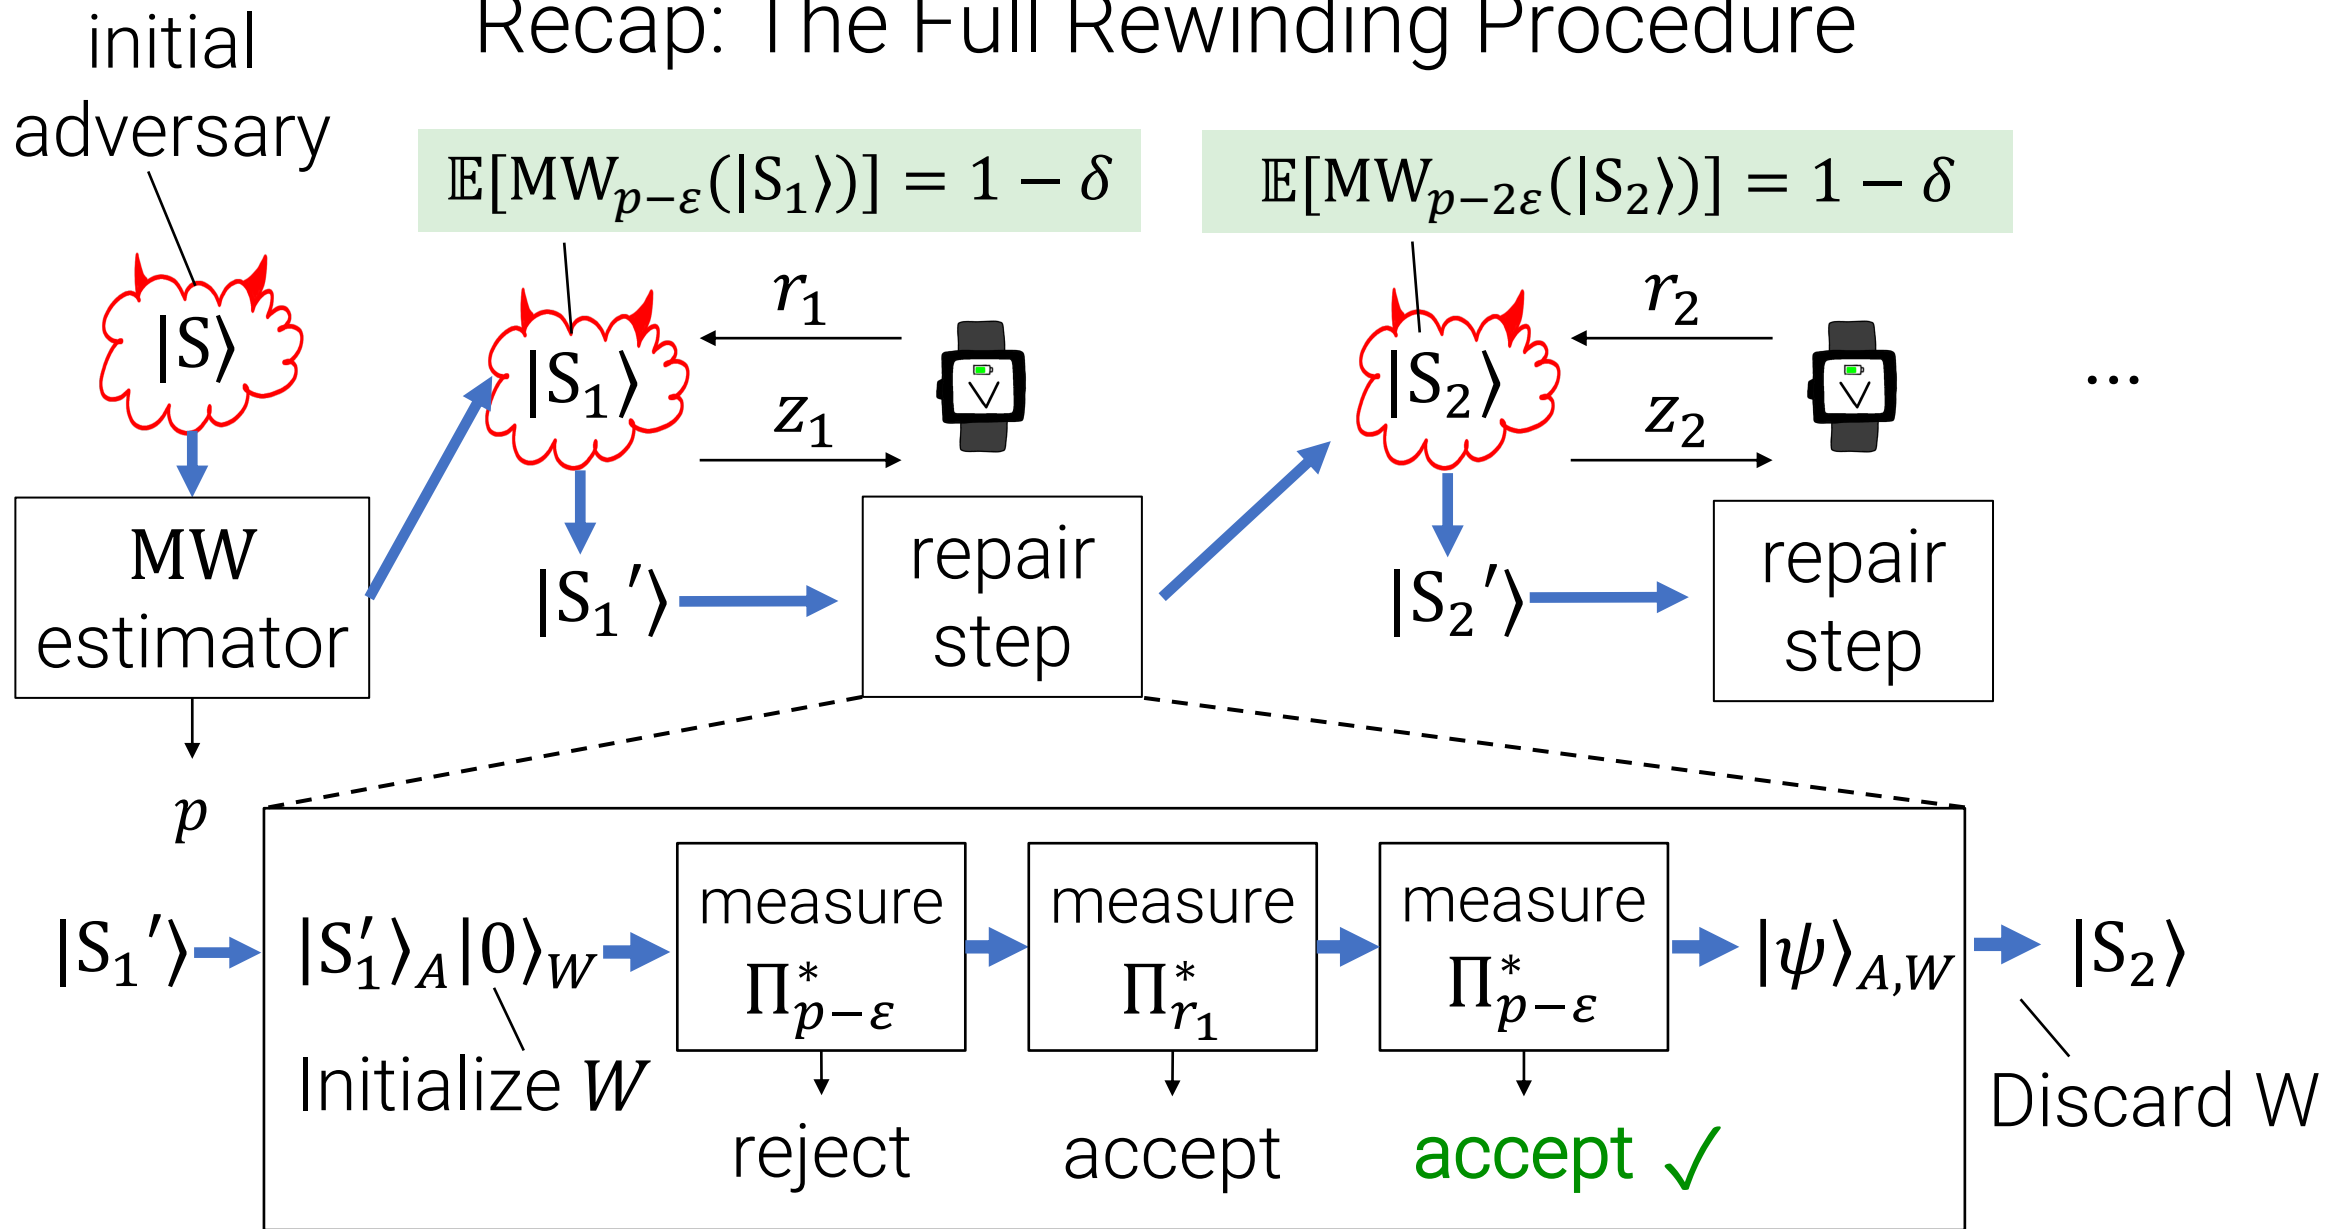 Recap: The Full Rewinding Procedure
initial
adversary
𝔼[MW_{p−ε}(|S₁⟩)] = 1 − δ
𝔼[MW_{p−2ε}(|S₂⟩)] = 1 − δ
|S⟩
|S₁⟩
r₁
z₁
V
|S₂⟩
r₂
z₂
V
...
MW
estimator
p
|S₁′⟩
repair
step
|S₂′⟩
repair
step
|S₁′⟩
|S₁′⟩_A |0⟩_W
Initialize W
measure
Π*_{p−ε}
reject
measure
Π*_{r₁}
accept
measure
Π*_{p−ε}
accept ✓
|ψ⟩_{A,W}
|S₂⟩
Discard W